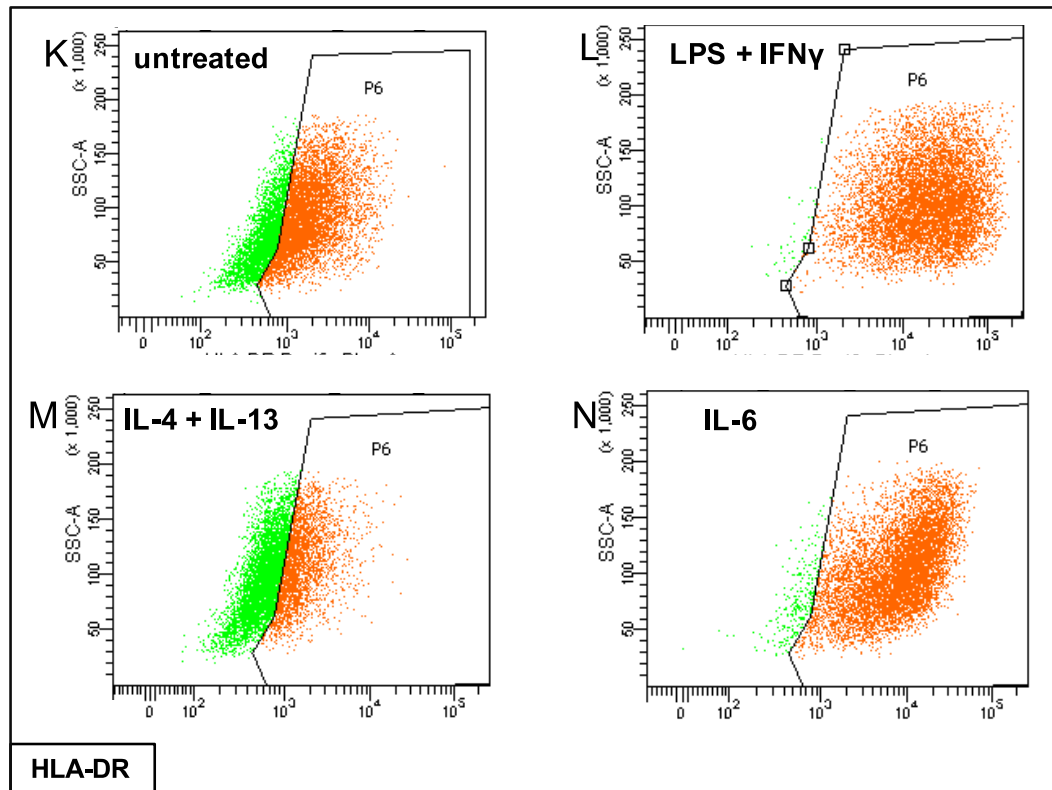 K untreated
(x 1,000)
250
200
150
100
50
SSC-A
P6
0 10² 10³ 10⁴ 10⁵
L LPS + IFNγ
(x 1,000)
250
200
150
100
50
SSC-A
P6
0 10² 10³ 10⁴ 10⁵
M IL-4 + IL-13
(x 1,000)
250
200
150
100
50
SSC-A
P6
0 10² 10³ 10⁴ 10⁵
N IL-6
(x 1,000)
250
200
150
100
50
SSC-A
P6
0 10² 10³ 10⁴ 10⁵
HLA-DR